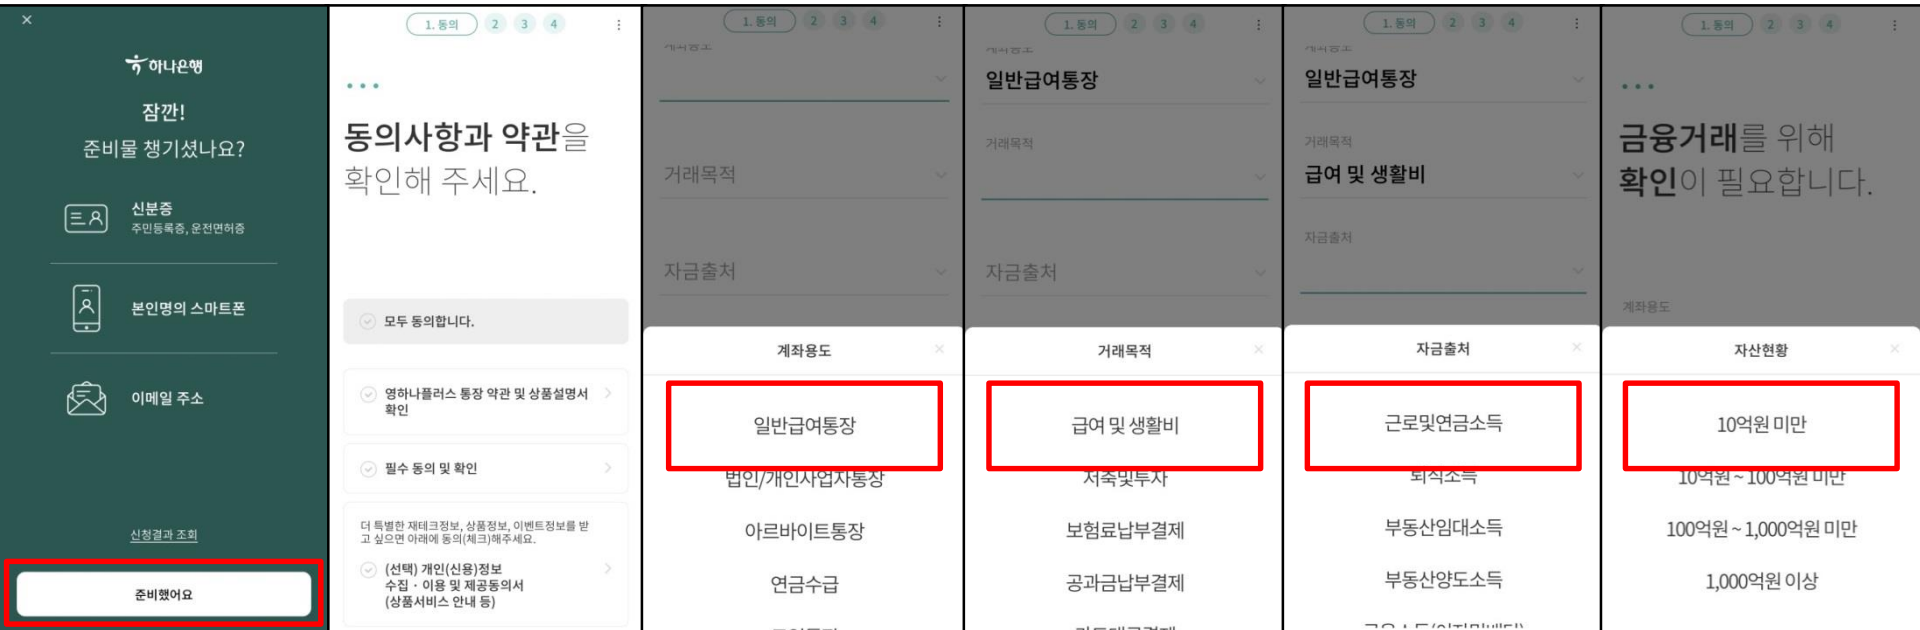 ×
하나은행
잠깐!
준비물 챙기셨나요?
신분증
주민등록증, 운전면허증
본인명의 스마트폰
이메일 주소
신청결과 조회
준비했어요
1. 동의 2 3 4
동의사항과 약관을
확인해 주세요.
모두 동의합니다.
영하나플러스 통장 약관 및 상품설명서
확인
필수 동의 및 확인
더 특별한 재테크정보, 상품정보, 이벤트정보를 받
고 싶으면 아래에 동의(체크)해주세요.
(선택) 개인(신용)정보
수집 · 이용 및 제공동의서
(상품서비스 안내 등)
1. 동의 2 3 4
거래목적
자금출처
계좌용도 ×
일반급여통장
법인/개인사업자통장
아르바이트통장
연금수급
1. 동의 2 3 4
일반급여통장
거래목적
자금출처
거래목적 ×
급여 및 생활비
저축및투자
보험료납부결제
공과금납부결제
1. 동의 2 3 4
일반급여통장
거래목적
급여 및 생활비
자금출처
자금출처 ×
근로및연금소득
퇴직소득
부동산임대소득
부동산양도소득
1. 동의 2 3 4
금융거래를 위해
확인이 필요합니다.
계좌용도
자산현황 ×
10억원 미만
10억원 ~ 100억원 미만
100억원 ~ 1,000억원 미만
1,000억원 이상